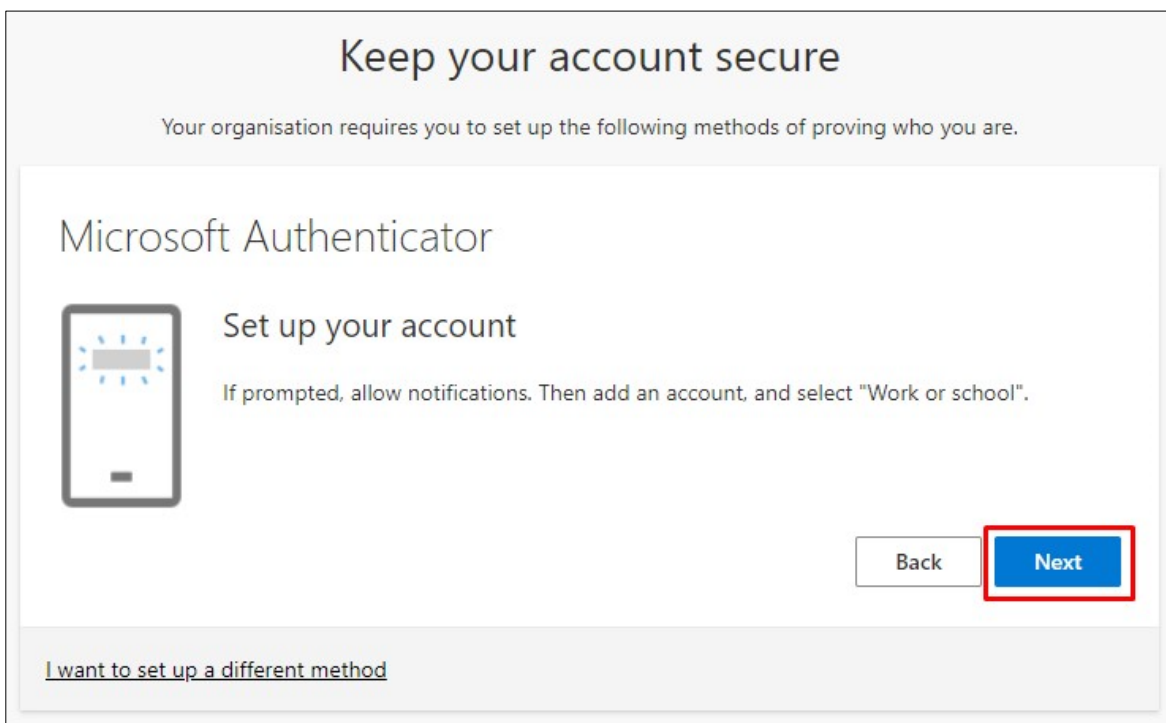 Keep your account secure
Your organisation requires you to set up the following methods of proving who you are.
Microsoft Authenticator
Set up your account
If prompted, allow notifications. Then add an account, and select "Work or school".
Back
Next
I want to set up a different method